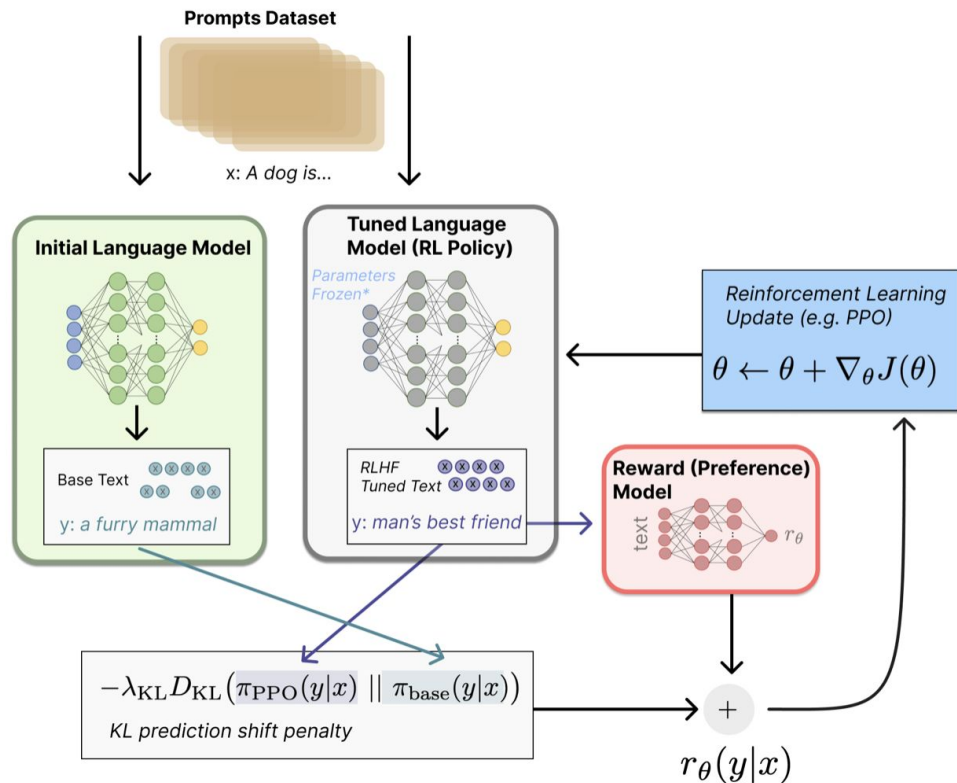 Prompts Dataset
x: A dog is...
Initial Language Model
Tuned Language
Model (RL Policy)
Parameters
Frozen*
Reinforcement Learning
Update (e.g. PPO)
θ ← θ + ∇θJ(θ)
Base Text
x x x x
x x x x
y: a furry mammal
RLHF
Tuned Text
x x x x
x x x x
y: man's best friend
Reward (Preference)
Model
text
rθ
−λKL DKL(πPPO(y|x) || πbase(y|x))
KL prediction shift penalty
+
rθ(y|x)